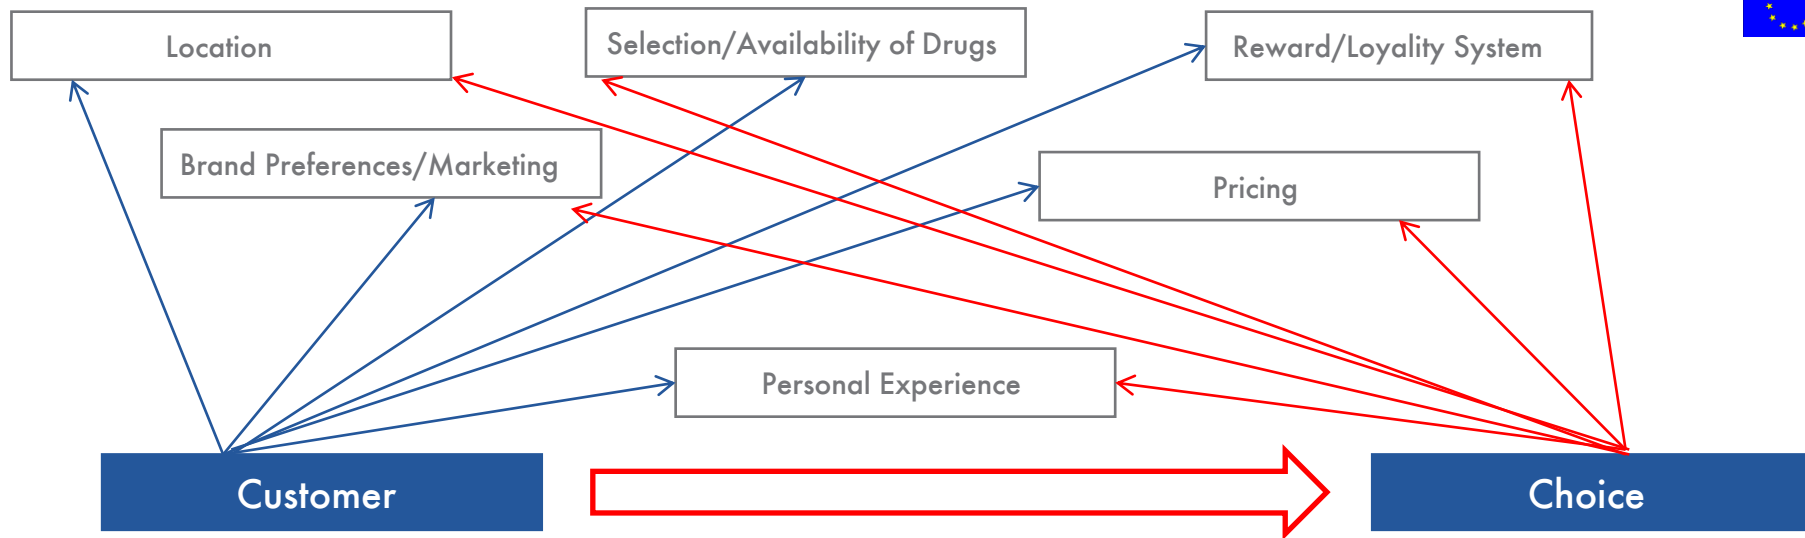 Location
Selection/Availability of Drugs
Reward/Loyality System
Brand Preferences/Marketing
Pricing
Personal Experience
Customer
Choice